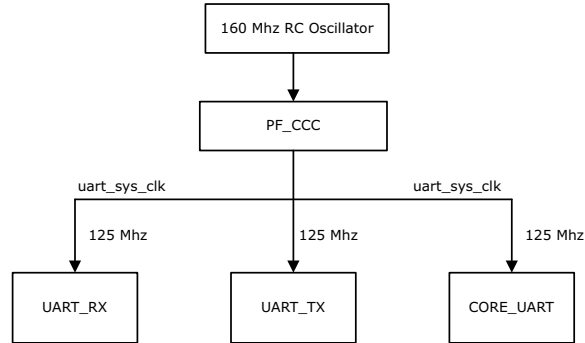 160 Mhz RC Oscillator
PF_CCC
uart_sys_clk
uart_sys_clk
125 Mhz
125 Mhz
125 Mhz
UART_RX
UART_TX
CORE_UART